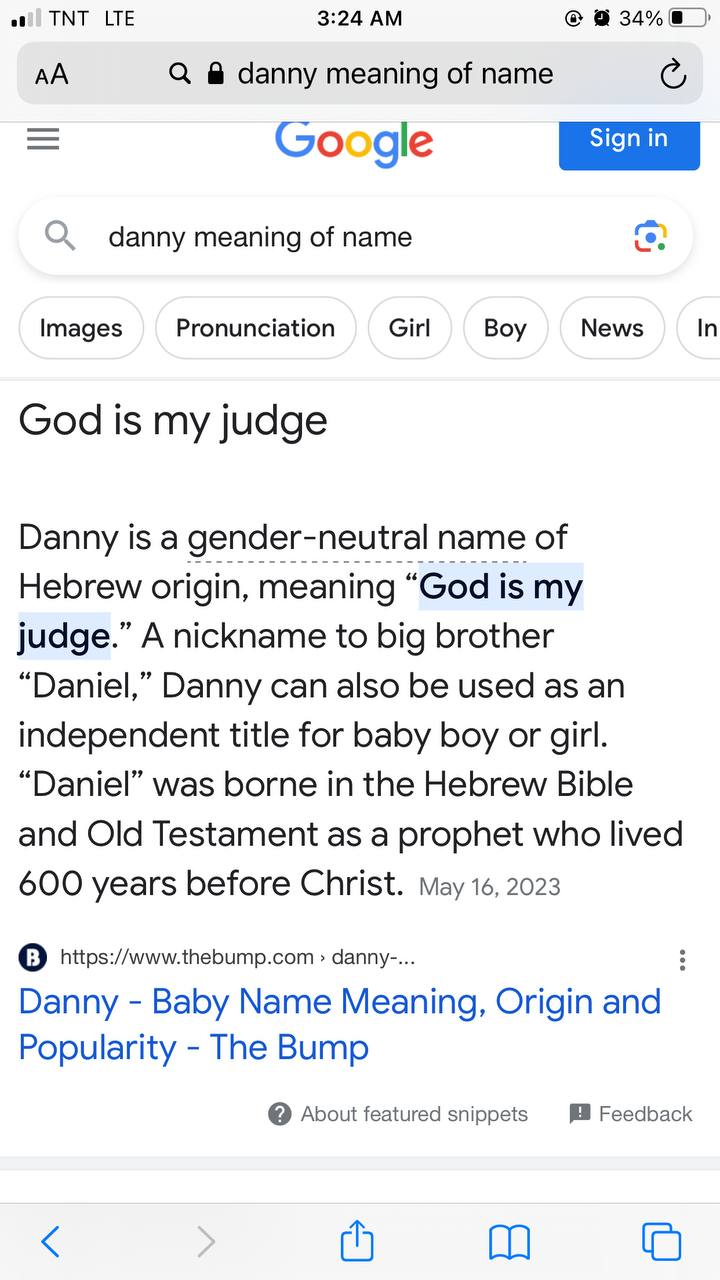 TNT LTE 3:24 AM 34%
AA danny meaning of name
Google Sign in
danny meaning of name
Images Pronunciation Girl Boy News In
God is my judge
Danny is a gender-neutral name of
Hebrew origin, meaning “God is my
judge.” A nickname to big brother
“Daniel,” Danny can also be used as an
independent title for baby boy or girl.
“Daniel” was borne in the Hebrew Bible
and Old Testament as a prophet who lived
600 years before Christ. May 16, 2023
B https://www.thebump.com › danny-...
Danny - Baby Name Meaning, Origin and
Popularity - The Bump
About featured snippets Feedback